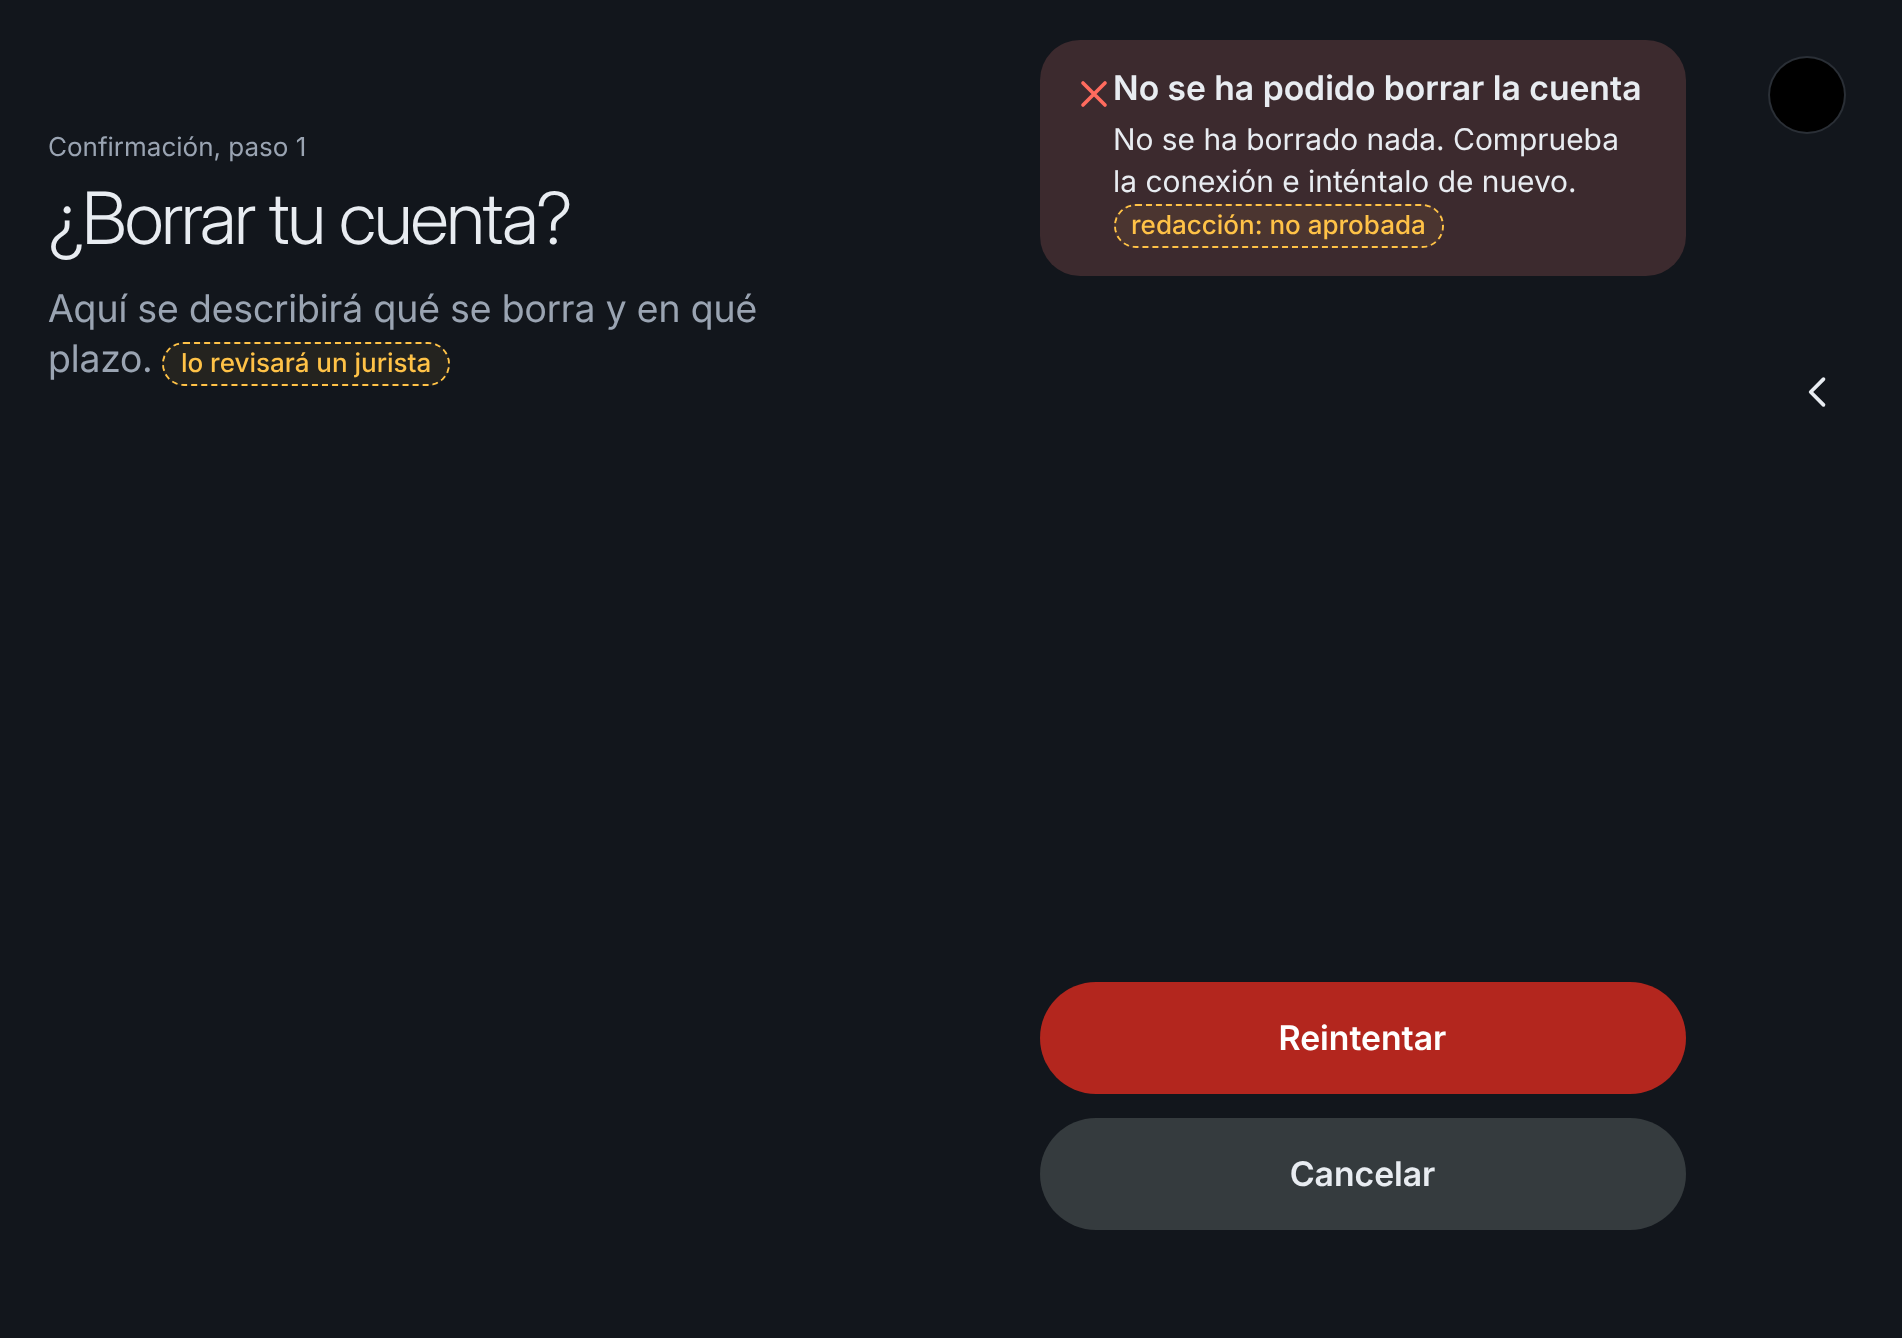 Confirmación, paso 1
¿Borrar tu cuenta?
Aquí se describirá qué se borra y en qué
plazo. lo revisará un jurista
No se ha podido borrar la cuenta
No se ha borrado nada. Comprueba
la conexión e inténtalo de nuevo.
redacción: no aprobada
Reintentar
Cancelar